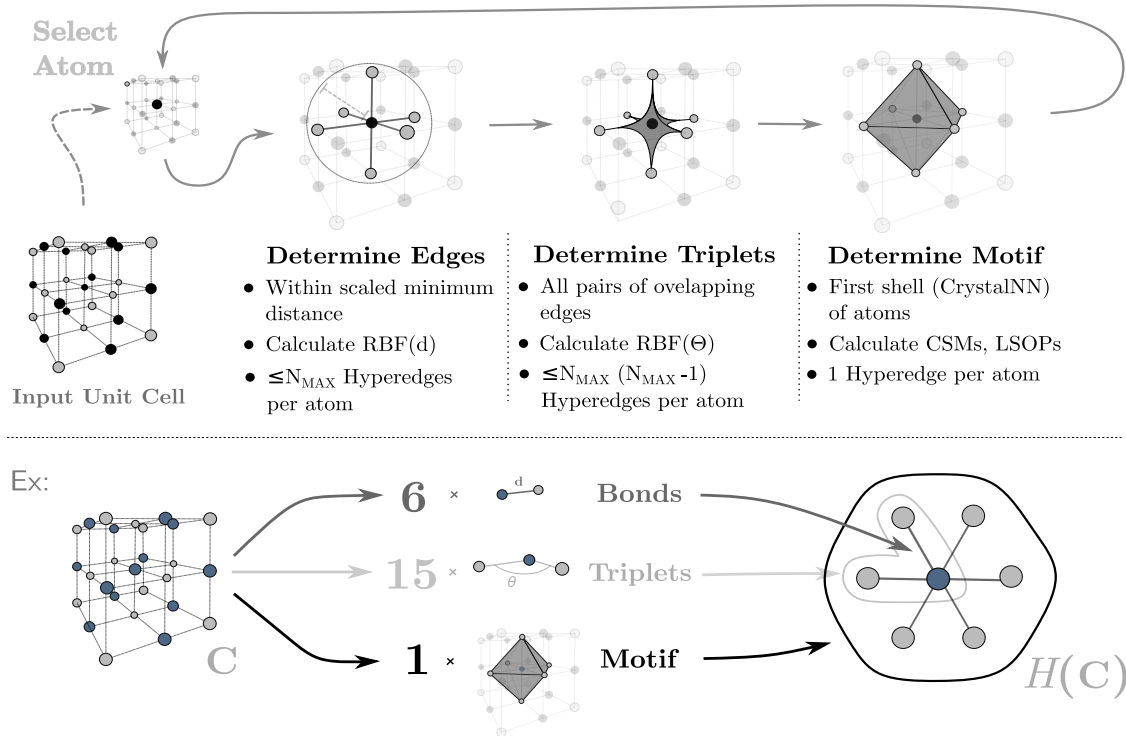 Select
Atom
Input Unit Cell
Determine Edges
● Within scaled minimum
distance
● Calculate RBF(d)
● ≤N_MAX Hyperedges
per atom
Determine Triplets
● All pairs of ovelapping
edges
● Calculate RBF(Θ)
● ≤N_MAX (N_MAX -1)
Hyperedges per atom
Determine Motif
● First shell (CrystalNN)
of atoms
● Calculate CSMs, LSOPs
● 1 Hyperedge per atom
Ex:
C
6 × d Bonds
15 × θ Triplets
1 × Motif
H(C)